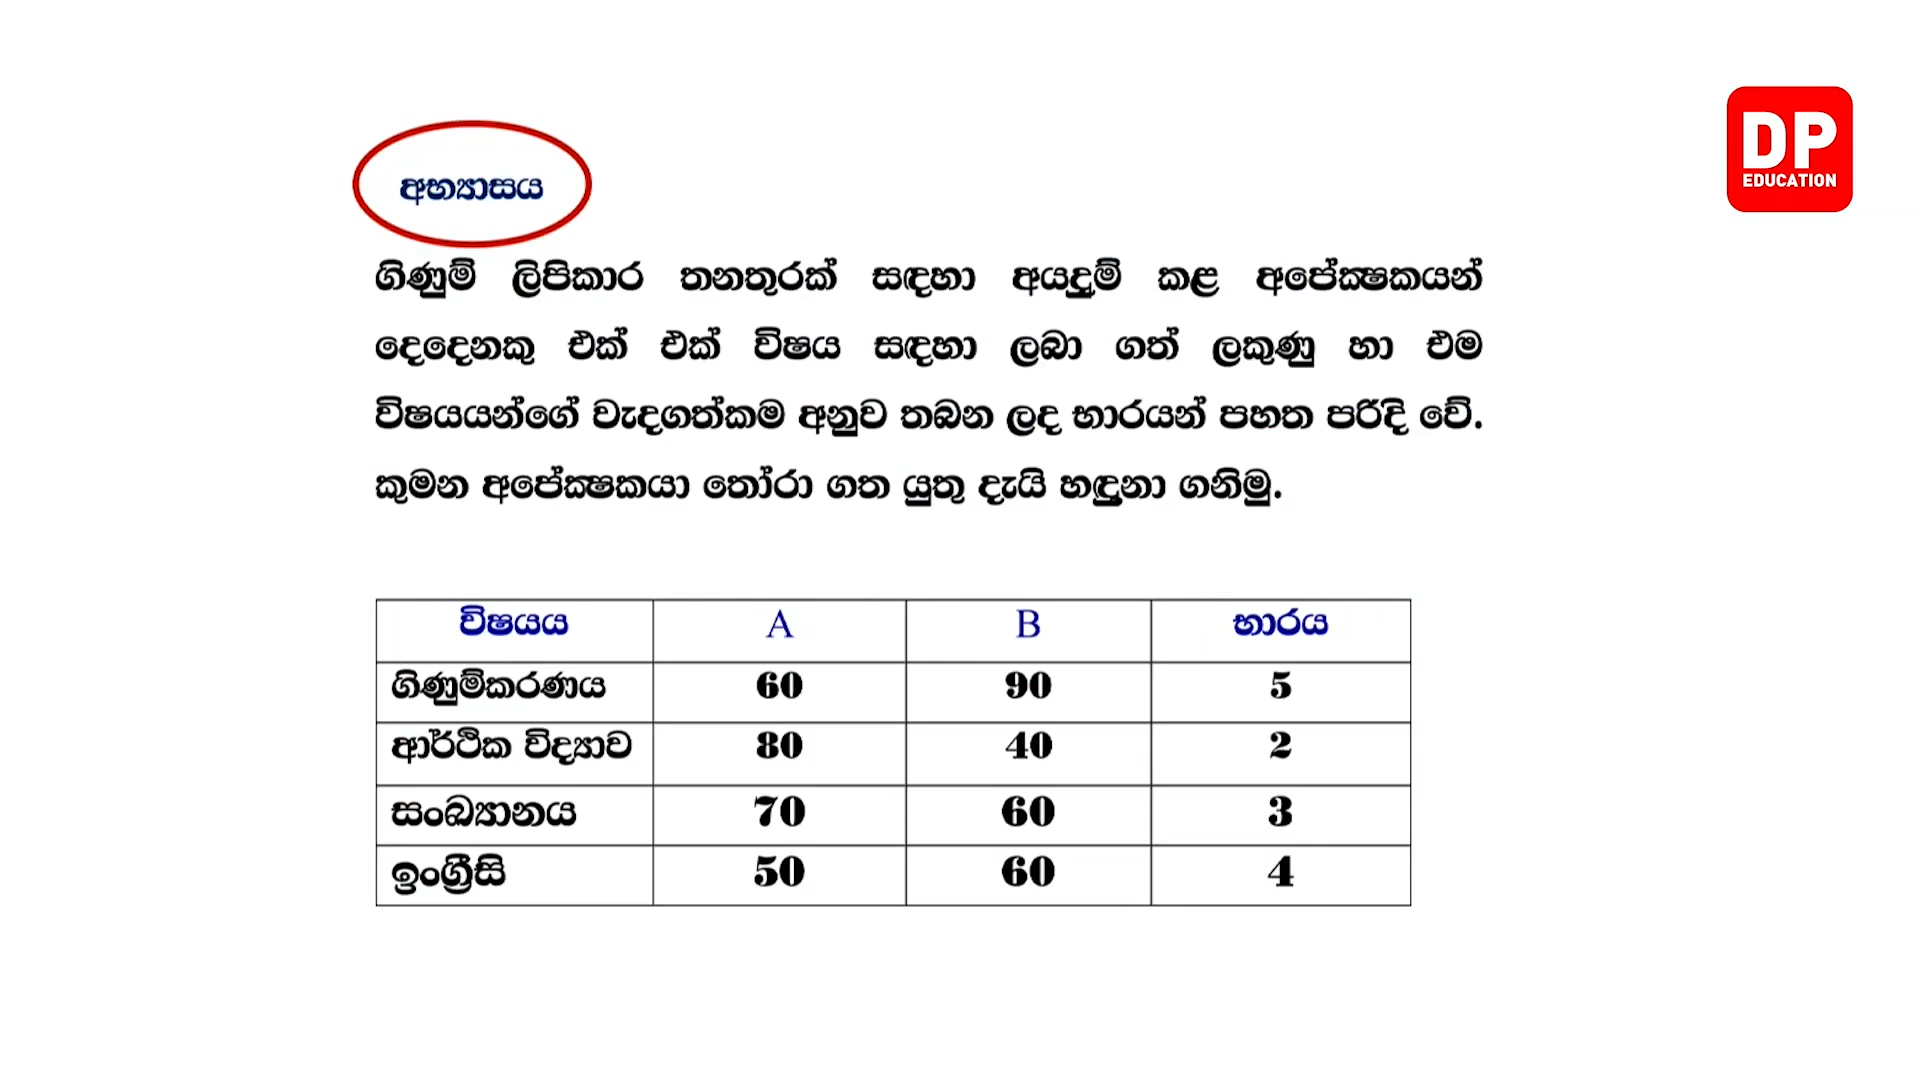 DP
EDUCATION
අභ්‍යාසය
ගිණුම් ලිපිකාර තනතුරක් සඳහා අයදුම් කළ අපේක්‍ෂකයන්
දෙදෙනකු එක් එක් විෂය සඳහා ලබා ගත් ලකුණු හා එම
විෂයයන්ගේ වැදගත්කම අනුව තබන ලද භාරයන් පහත පරිදි වේ.
කුමන අපේක්‍ෂකයා තෝරා ගත යුතු දැයි හඳුනා ගනිමු.
විෂයය A B භාරය
ගිණුම්කරණය 60 90 5
ආර්ථික විද්‍යාව 80 40 2
සංඛ්‍යානය 70 60 3
ඉංග්‍රීසි 50 60 4